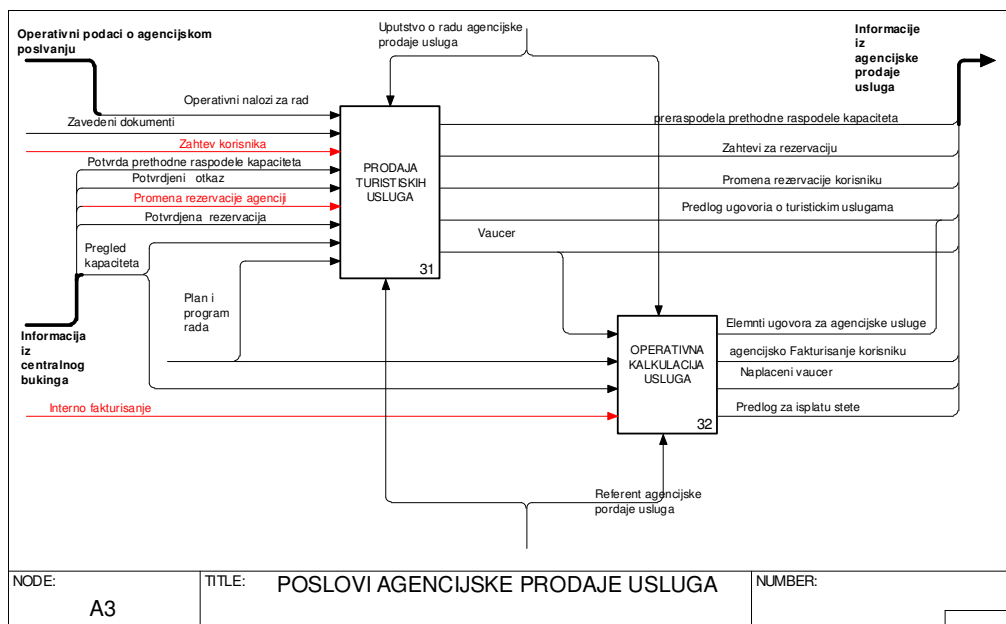 Operativni podaci o agencijskom
poslvanju
Uputstvo o radu agencijske
prodaje usluga
Informacije
iz
agencijske
prodaje
usluga
Operativni nalozi za rad
Zavedeni dokumenti
Zahtev korisnika
Potvrda prethodne raspodele kapaciteta
Potvrdjeni otkaz
Promena rezervacije agenciji
Potvrdjena rezervacija
Pregled
kapaciteta
Plan i
program
rada
Informacija
iz
centralnog
bukinga
Interno fakturisanje
PRODAJA
TURISTISKIH
USLUGA
31
preraspodela prethodne raspodele kapaciteta
Zahtevi za rezervaciju
Promena rezervacije korisniku
Predlog ugovoria o turistickim uslugama
Vaucer
OPERATIVNA
KALKULACIJA
USLUGA
32
Elemnti ugovora za agencijske usluge
agencijsko Fakturisanje korisniku
Naplaceni vaucer
Predlog za isplatu stete
Referent agencijske
pordaje usluga
NODE:
A3
TITLE:
POSLOVI AGENCIJSKE PRODAJE USLUGA
NUMBER: